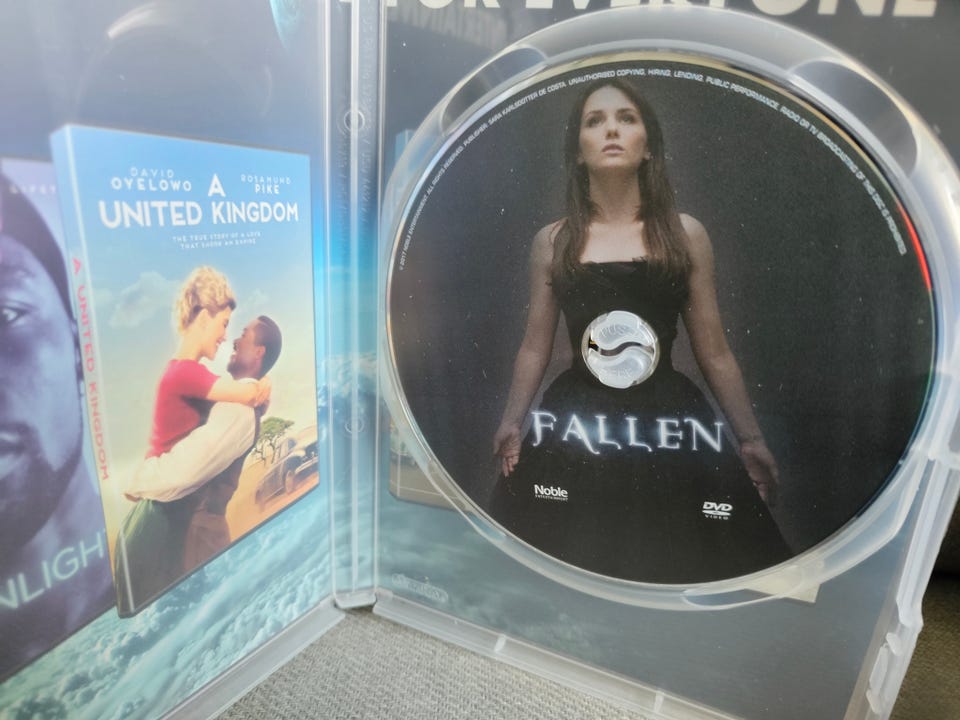 FOR EVERYONE
DAVID OYELOWO
ROSAMUND PIKE
A
UNITED KINGDOM
THE TRUE STORY OF A LOVE
THAT SHOOK AN EMPIRE
A UNITED KINGDOM
NLIGH
© 2017 NOBLE ENTERTAINMENT. ALL RIGHTS RESERVED. PUBLISHER: SARA KARLSDOTTER DE COSTA. UNAUTHORISED COPYING, HIRING, LENDING, PUBLIC PERFORMANCE, RADIO OR TV BROADCASTING OF THIS DISC IS PROHIBITED.
PUSH
FALLEN
Noble
ENTERTAINMENT
DVD
VIDEO